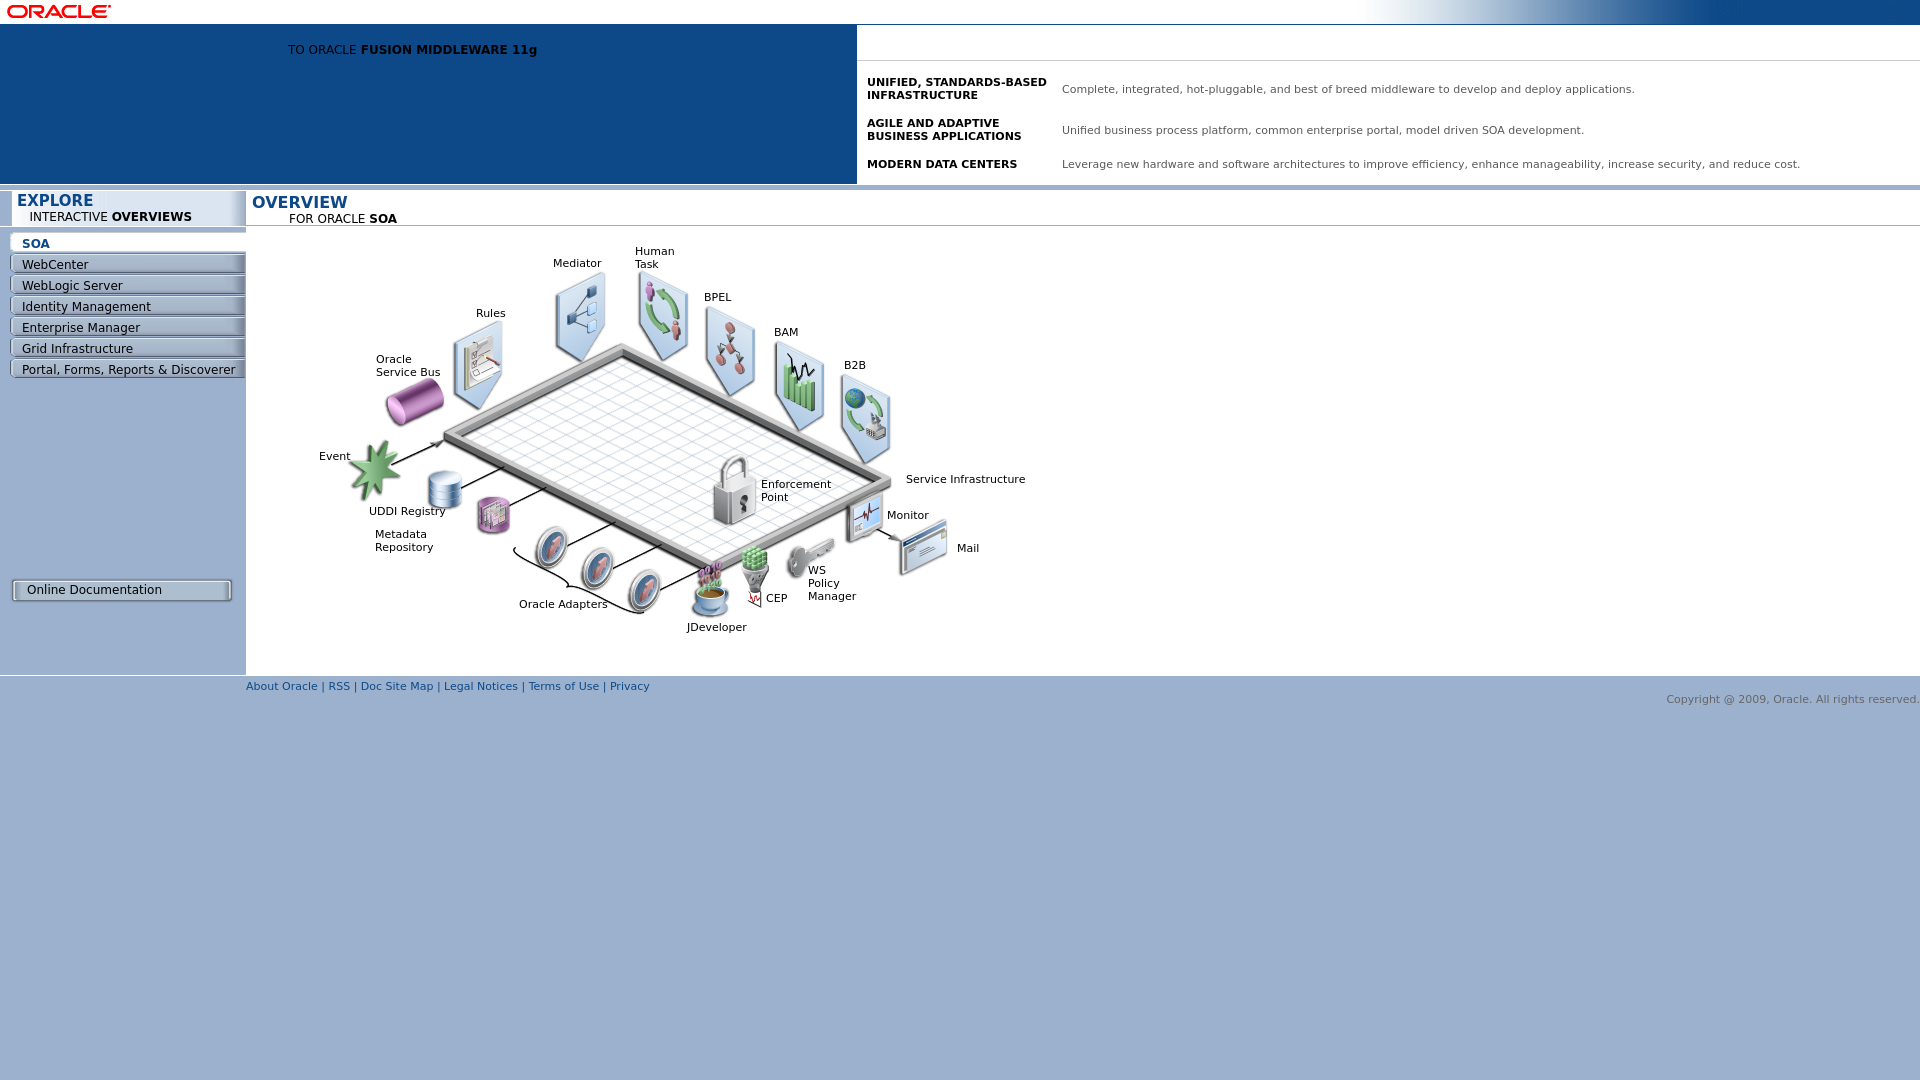 ORACLE
TO ORACLE FUSION MIDDLEWARE 11g
UNIFIED, STANDARDS-BASED
INFRASTRUCTURE
Complete, integrated, hot-pluggable, and best of breed middleware to develop and deploy applications.
AGILE AND ADAPTIVE
BUSINESS APPLICATIONS
Unified business process platform, common enterprise portal, model driven SOA development.
MODERN DATA CENTERS
Leverage new hardware and software architectures to improve efficiency, enhance manageability, increase security, and reduce cost.
EXPLORE
INTERACTIVE OVERVIEWS
SOA
WebCenter
WebLogic Server
Identity Management
Enterprise Manager
Grid Infrastructure
Portal, Forms, Reports & Discoverer
Online Documentation
OVERVIEW
FOR ORACLE SOA
Human
Task
Mediator
BPEL
Rules
BAM
Oracle
Service Bus
B2B
Event
Service Infrastructure
Enforcement
Point
UDDI Registry
Monitor
Metadata
Repository
Mail
WS
Policy
Manager
CEP
Oracle Adapters
JDeveloper
About Oracle | RSS | Doc Site Map | Legal Notices | Terms of Use | Privacy
Copyright @ 2009, Oracle. All rights reserved.